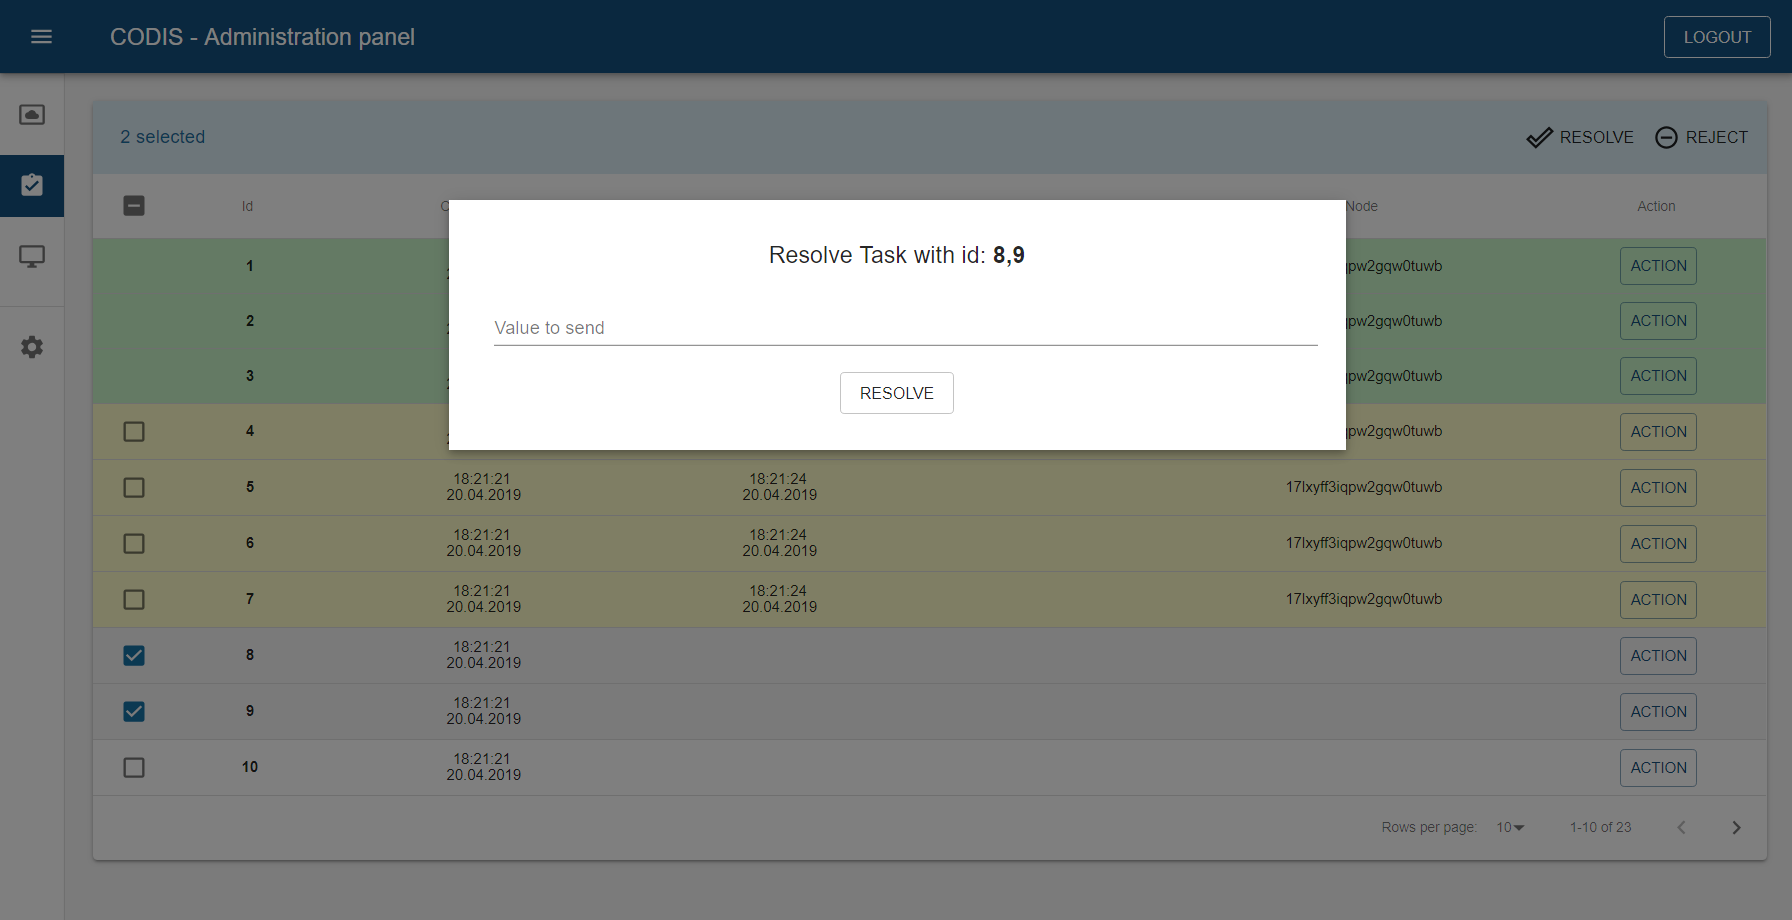 CODIS - Administration panel
LOGOUT
2 selected
RESOLVE
REJECT
Id
Node
Action
Resolve Task with id: 8,9
Value to send
RESOLVE
1
ACTION
2
ACTION
3
ACTION
4
ACTION
5
18:21:21
20.04.2019
18:21:24
20.04.2019
17lxyff3iqpw2gqw0tuwb
ACTION
6
18:21:21
20.04.2019
18:21:24
20.04.2019
17lxyff3iqpw2gqw0tuwb
ACTION
7
18:21:21
20.04.2019
18:21:24
20.04.2019
17lxyff3iqpw2gqw0tuwb
ACTION
8
18:21:21
20.04.2019
ACTION
9
18:21:21
20.04.2019
ACTION
10
18:21:21
20.04.2019
ACTION
Rows per page: 10
1-10 of 23